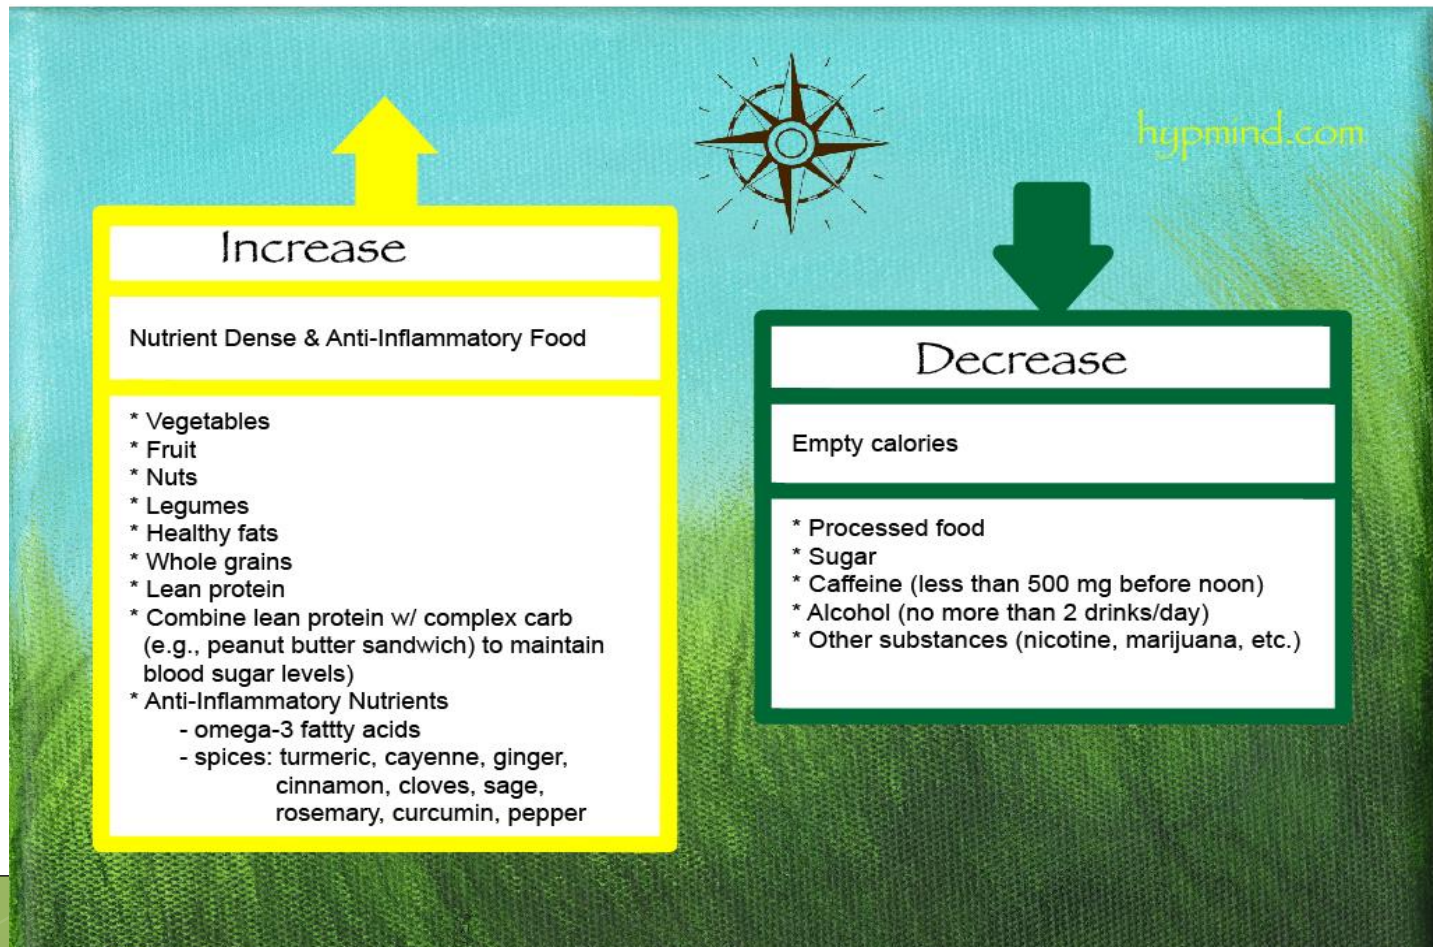 hypmind.com
Increase
Nutrient Dense & Anti-Inflammatory Food
* Vegetables
* Fruit
* Nuts
* Legumes
* Healthy fats
* Whole grains
* Lean protein
* Combine lean protein w/ complex carb
(e.g., peanut butter sandwich) to maintain
blood sugar levels)
* Anti-Inflammatory Nutrients
- omega-3 fattty acids
- spices: turmeric, cayenne, ginger,
cinnamon, cloves, sage,
rosemary, curcumin, pepper
Decrease
Empty calories
* Processed food
* Sugar
* Caffeine (less than 500 mg before noon)
* Alcohol (no more than 2 drinks/day)
* Other substances (nicotine, marijuana, etc.)